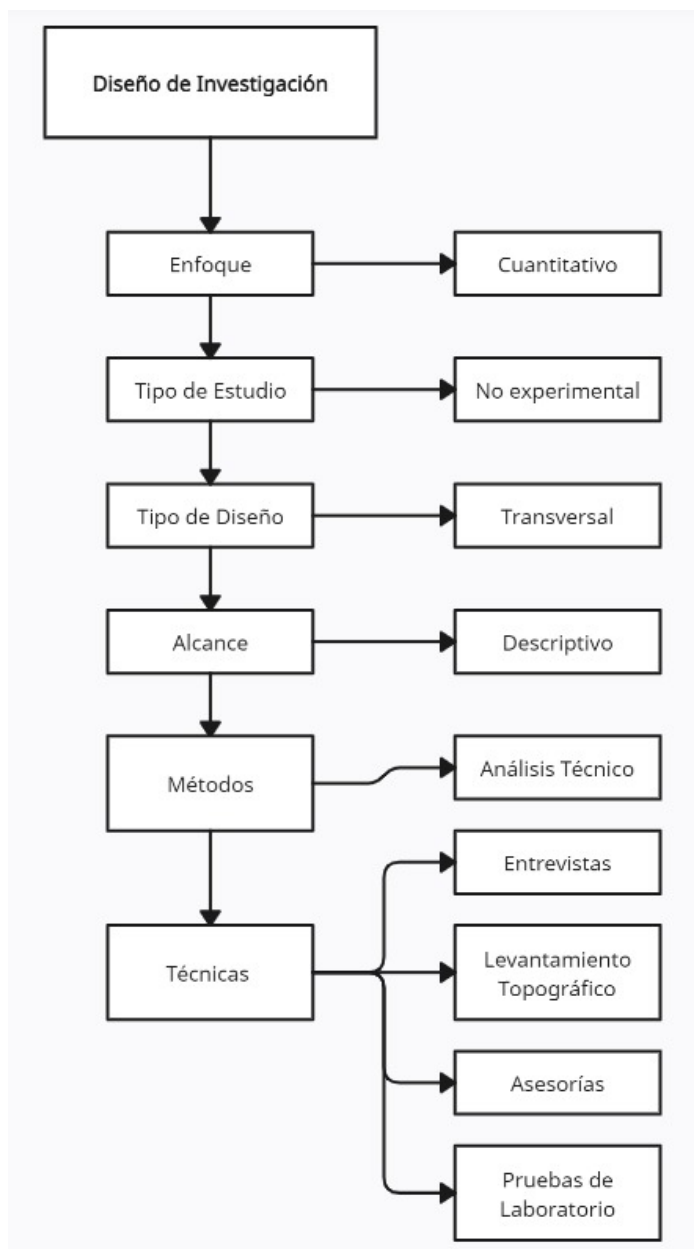 Diseño de Investigación
Enfoque
Cuantitativo
Tipo de Estudio
No experimental
Tipo de Diseño
Transversal
Alcance
Descriptivo
Métodos
Análisis Técnico
Entrevistas
Técnicas
Levantamiento
Topográfico
Asesorías
Pruebas de
Laboratorio